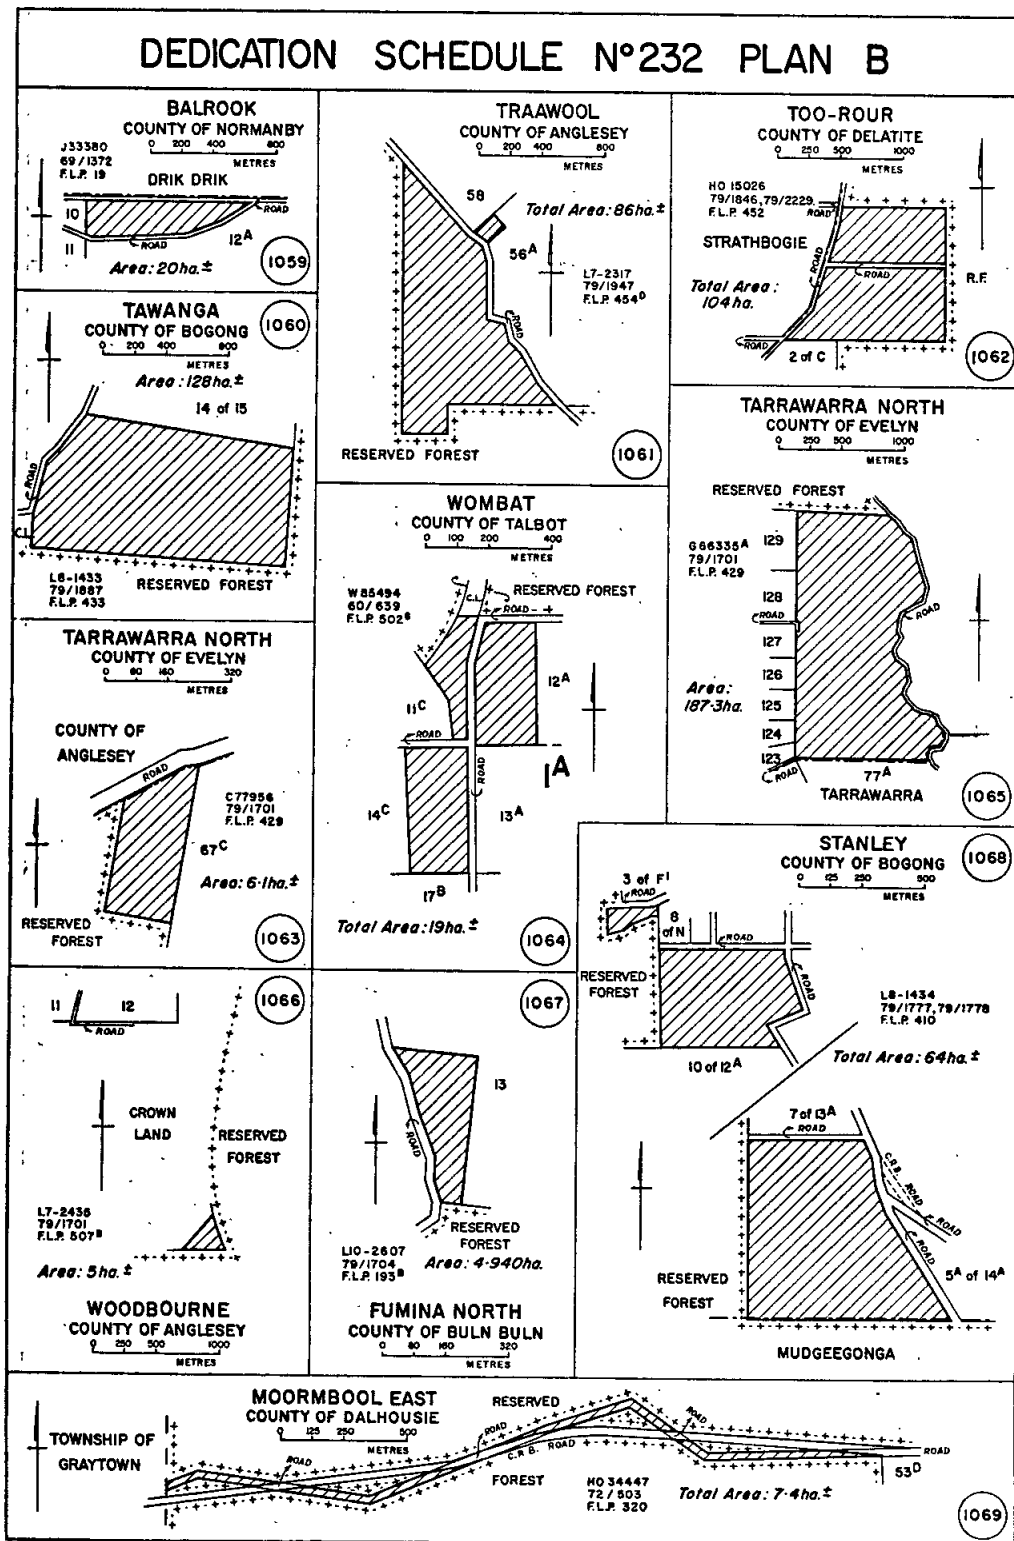 DEDICATION SCHEDULE Nº232 PLAN B
BALROOK
COUNTY OF NORMANBY
0 200 400 800
METRES
J33380
69/1372
F.L.P. 19
DRIK DRIK
10
11
12A
ROAD
ROAD
Area: 20ha.±
1059
TRAAWOOL
COUNTY OF ANGLESEY
0 200 400 800
METRES
58
Total Area: 86ha.±
56A
L7-2317
79/1947
F.L.P. 454D
ROAD
RESERVED FOREST
1061
TOO-ROUR
COUNTY OF DELATITE
0 250 500 1000
METRES
HO 15026
79/1846, 79/2229.
F.L.P. 452
ROAD
STRATHBOGIE
ROAD
ROAD
R.F.
Total Area:
104ha.
ROAD
2 of C
1062
TAWANGA
COUNTY OF BOGONG
0 200 400 800
METRES
1060
Area: 128ha.±
14 of 15
ROAD
C.L.
L6-1433
79/1887
F.L.P. 433
RESERVED FOREST
TARRAWARRA NORTH
COUNTY OF EVELYN
0 250 500 1000
METRES
RESERVED FOREST
G66335A
79/1701
F.L.P. 429
129
128
ROAD
ROAD
127
126
Area:
187·3ha.
125
124
123
ROAD
77A
TARRAWARRA
1065
WOMBAT
COUNTY OF TALBOT
0 100 200 400
METRES
W85494
60/639
F.L.P. 502B
C.L.
RESERVED FOREST
ROAD
12A
11C
ROAD
1A
ROAD
14C
13A
17B
Total Area: 19ha.±
1064
TARRAWARRA NORTH
COUNTY OF EVELYN
0 80 160 320
METRES
COUNTY OF
ANGLESEY
ROAD
C77956
79/1701
F.L.P. 429
67C
Area: 6·1ha.±
RESERVED
FOREST
1063
STANLEY
COUNTY OF BOGONG
0 125 250 500
METRES
1068
3 of F1
ROAD
8
of N
ROAD
RESERVED
FOREST
ROAD
L8-1434
79/1777, 79/1778
F.L.P. 410
Total Area: 64ha.±
10 of 12A
7 of 13A
ROAD
C.R.B. ROAD
ROAD
ROAD
5A of 14A
RESERVED
FOREST
MUDGEEGONGA
1066
11
12
ROAD
CROWN
LAND
RESERVED
FOREST
L7-2435
79/1701
F.L.P. 507B
Area: 5ha.±
WOODBOURNE
COUNTY OF ANGLESEY
0 250 500 1000
METRES
1067
13
ROAD
RESERVED
FOREST
L10-2607
79/1704
F.L.P. 193B
Area: 4·940ha.
FUMINA NORTH
COUNTY OF BULN BULN
0 80 160 320
METRES
MOORMBOOL EAST
COUNTY OF DALHOUSIE
0 125 250 500
METRES
TOWNSHIP OF
GRAYTOWN
RESERVED
ROAD
ROAD
ROAD
C.R.B. ROAD
ROAD
FOREST
53D
HO 34447
72/503
F.L.P. 320
Total Area: 7·4ha.±
1069